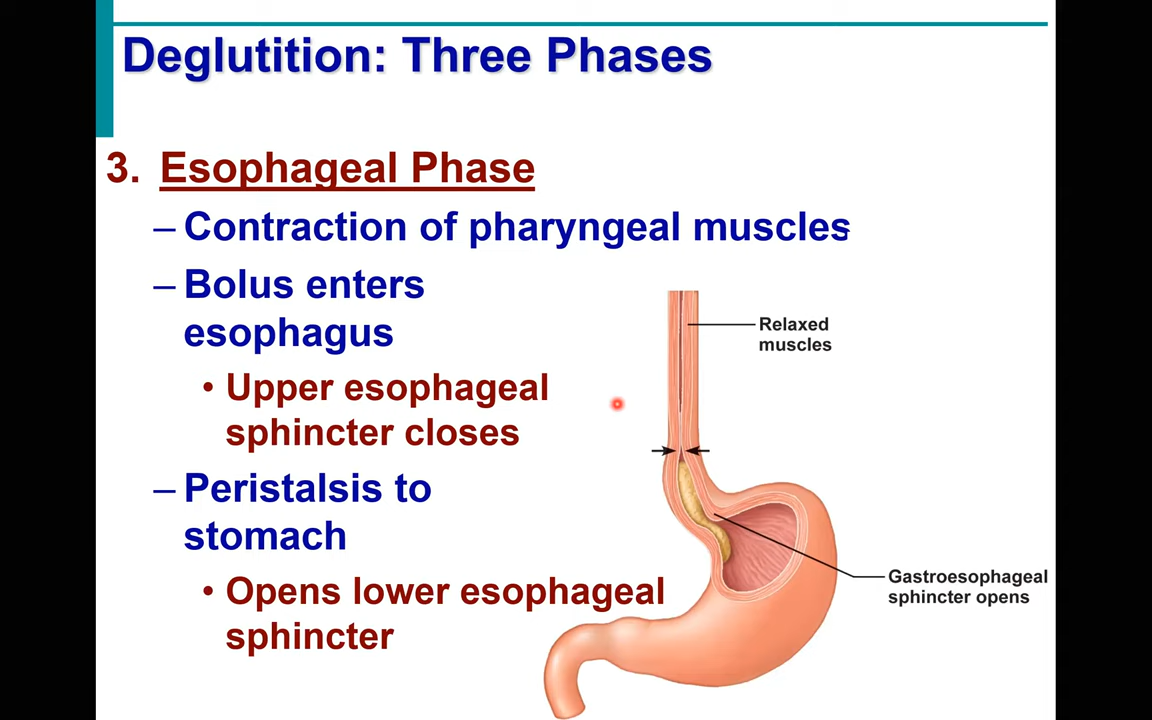 Deglutition: Three Phases
3. Esophageal Phase
– Contraction of pharyngeal muscles
– Bolus enters
esophagus
• Upper esophageal
sphincter closes
– Peristalsis to
stomach
• Opens lower esophageal
sphincter
Relaxed
muscles
Gastroesophageal
sphincter opens